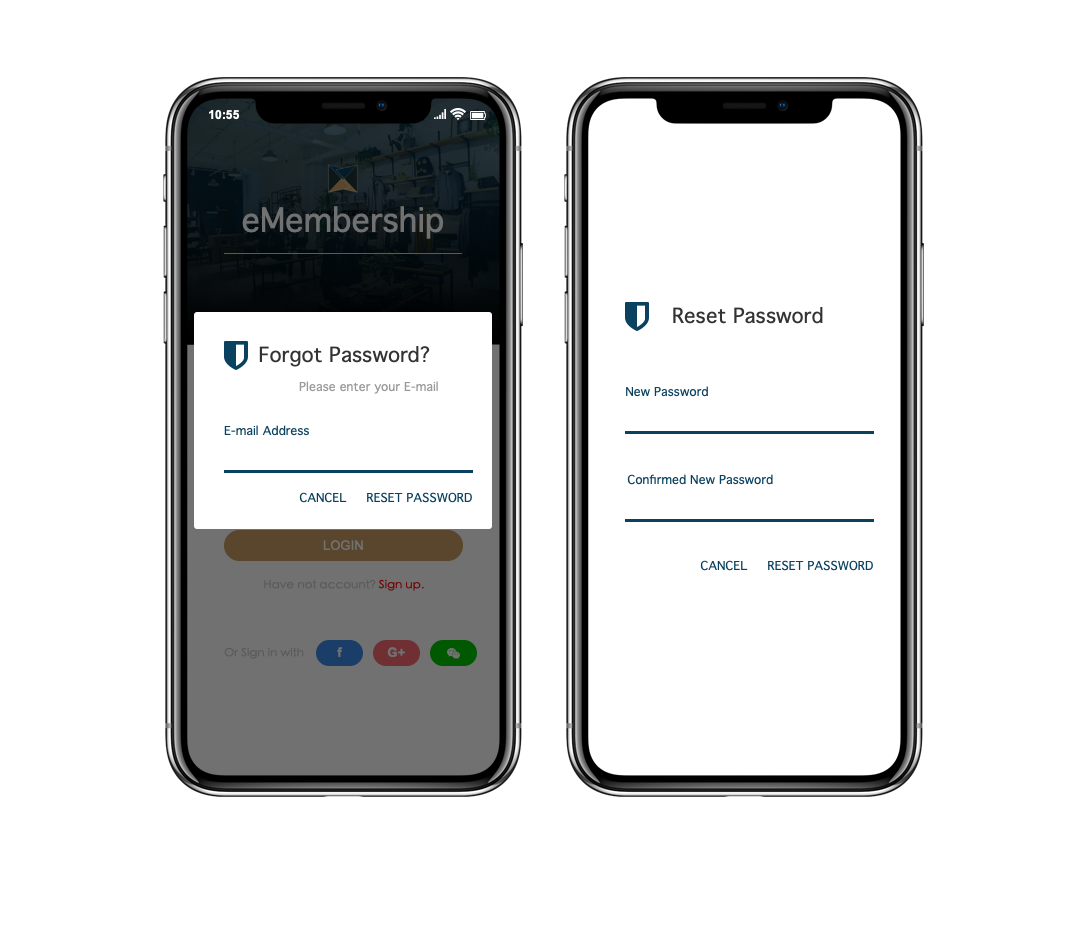 10:55
eMembership
Forgot Password?
Please enter your E-mail
E-mail Address
CANCEL RESET PASSWORD
LOGIN
Have not account? Sign up.
Or Sign in with f G+
Reset Password
New Password
Confirmed New Password
CANCEL RESET PASSWORD